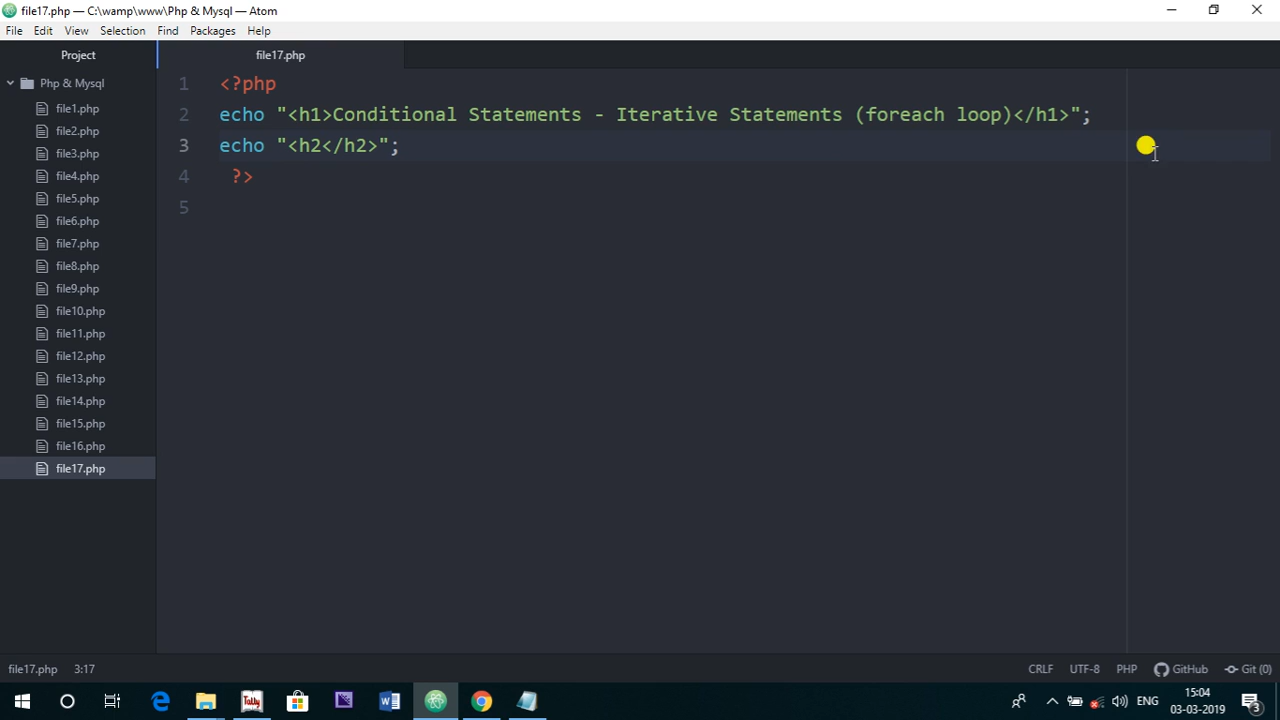 file17.php — C:\wamp\www\Php & Mysql — Atom
File Edit View Selection Find Packages Help
Project
file17.php
Php & Mysql
file1.php
file2.php
file3.php
file4.php
file5.php
file6.php
file7.php
file8.php
file9.php
file10.php
file11.php
file12.php
file13.php
file14.php
file15.php
file16.php
file17.php
1 <?php
2 echo "<h1>Conditional Statements - Iterative Statements (foreach loop)</h1>";
3 echo "<h2</h2>";
4 ?>
5
file17.php 3:17 CRLF UTF-8 PHP GitHub Git (0)
Tally
ENG
15:04
03-03-2019
3